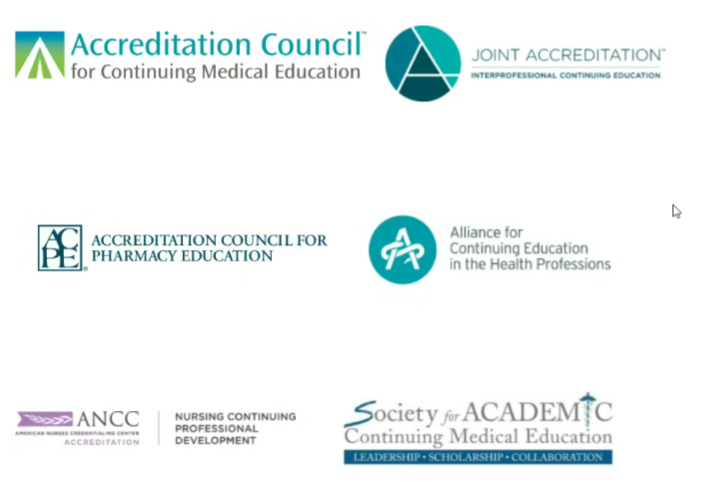 Accreditation Council™
for Continuing Medical Education
JOINT ACCREDITATION™
INTERPROFESSIONAL CONTINUING EDUCATION
ACPE®
ACCREDITATION COUNCIL FOR
PHARMACY EDUCATION
Alliance for
Continuing Education
in the Health Professions
ANCC
AMERICAN NURSES CREDENTIALING CENTER
ACCREDITATION
NURSING CONTINUING
PROFESSIONAL
DEVELOPMENT
Society for ACADEMIC
Continuing Medical Education
LEADERSHIP • SCHOLARSHIP • COLLABORATION